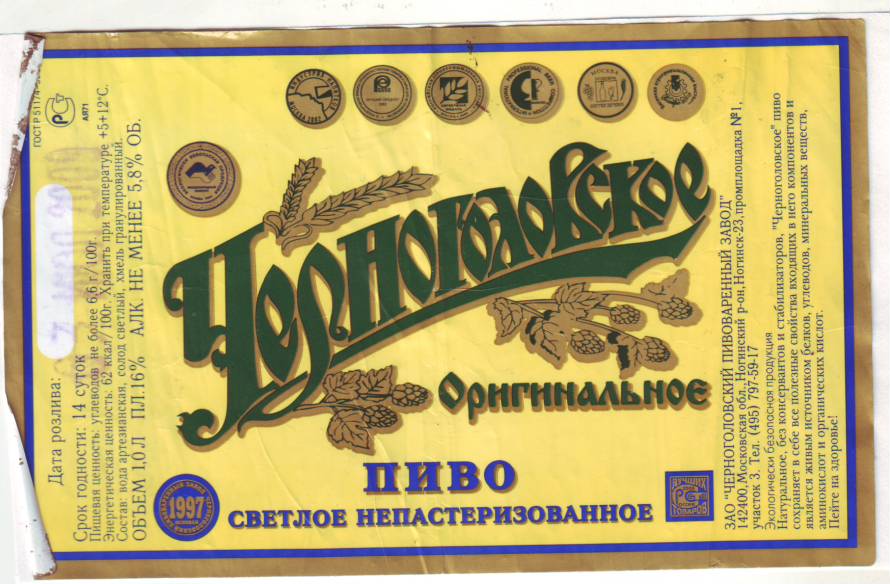 ГОСТ Р 51174
АЯ71
Дата розлива:
Срок годности: 14 суток
Пищевая ценность: углеводов не более 6,6 г/100г.
Энергетическая ценность: 62 ккал/100г. Хранить при температуре +5+12°С.
Состав: вода артезианская, солод светлый, хмель гранулированный.
ОБЪЕМ 1,0 Л ПЛ.16% АЛК. НЕ МЕНЕЕ 5,8% ОБ.
МОСКВА
Черноголовское
Оригинальное
ПИВО
СВЕТЛОЕ НЕПАСТЕРИЗОВАННОЕ
1997
ЛУЧШИХ
ТОВАРОВ
ЗАО "ЧЕРНОГОЛОВСКИЙ ПИВОВАРЕННЫЙ ЗАВОД"
142400,Московская обл.,Ногинский р-он,Ногинск-23,промплощадка №1,
участок 3. Тел. (495) 797-59-17
Экологически безопасная продукция
Натуральное, без консервантов и стабилизаторов, "Черноголовское" пиво
сохраняет в себе все полезные свойства входящих в него компонентов и
является живым источником белков, углеводов, минеральных веществ,
аминокислот и органических кислот.
Пейте на здоровье!